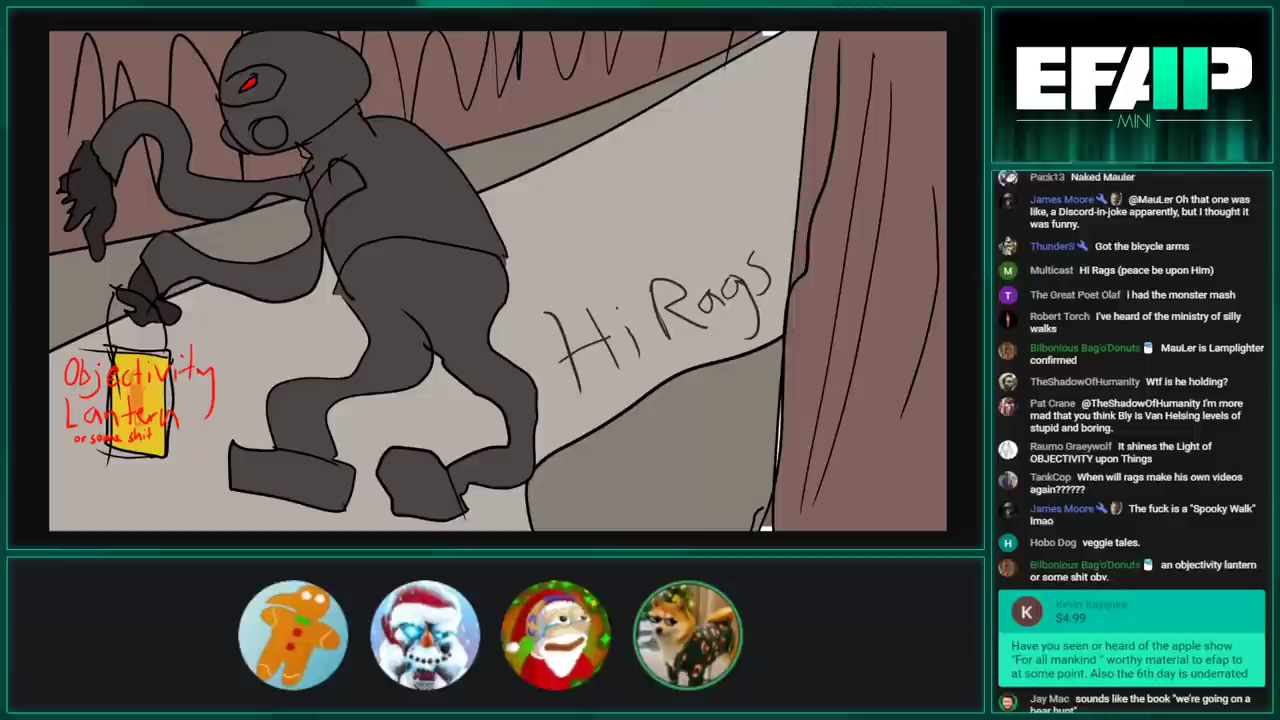 Hi Rags
Objectivity
Lantern
or some shit
EFAP
MINI
Pack13 Naked Mauler
James Moore @MauLer Oh that one was
like, a Discord-in-joke apparently, but I thought it
was funny.
ThunderS Got the bicycle arms
M Multicast Hi Rags (peace be upon Him)
T The Great Poet Olaf i had the monster mash
Robert Torch I've heard of the ministry of silly
walks
Bilbonious Bag'o'Donuts MauLer is Lamplighter
confirmed
TheShadowOfHumanity Wtf is he holding?
Pat Crane @TheShadowOfHumanity I'm more
mad that you think Bly is Van Helsing levels of
stupid and boring.
Raumo Graeywolf It shines the Light of
OBJECTIVITY upon Things
TankCop When will rags make his own videos
again??????
James Moore The fuck is a "Spooky Walk"
lmao
H Hobo Dog veggie tales.
Bilbonious Bag'o'Donuts an objectivity lantern
or some shit obv.
K Kevin Kayijuka
$4.99
Have you seen or heard of the apple show
"For all mankind " worthy material to efap to
at some point. Also the 6th day is underrated
Jay Mac sounds like the book "we're going on a
bear hunt"